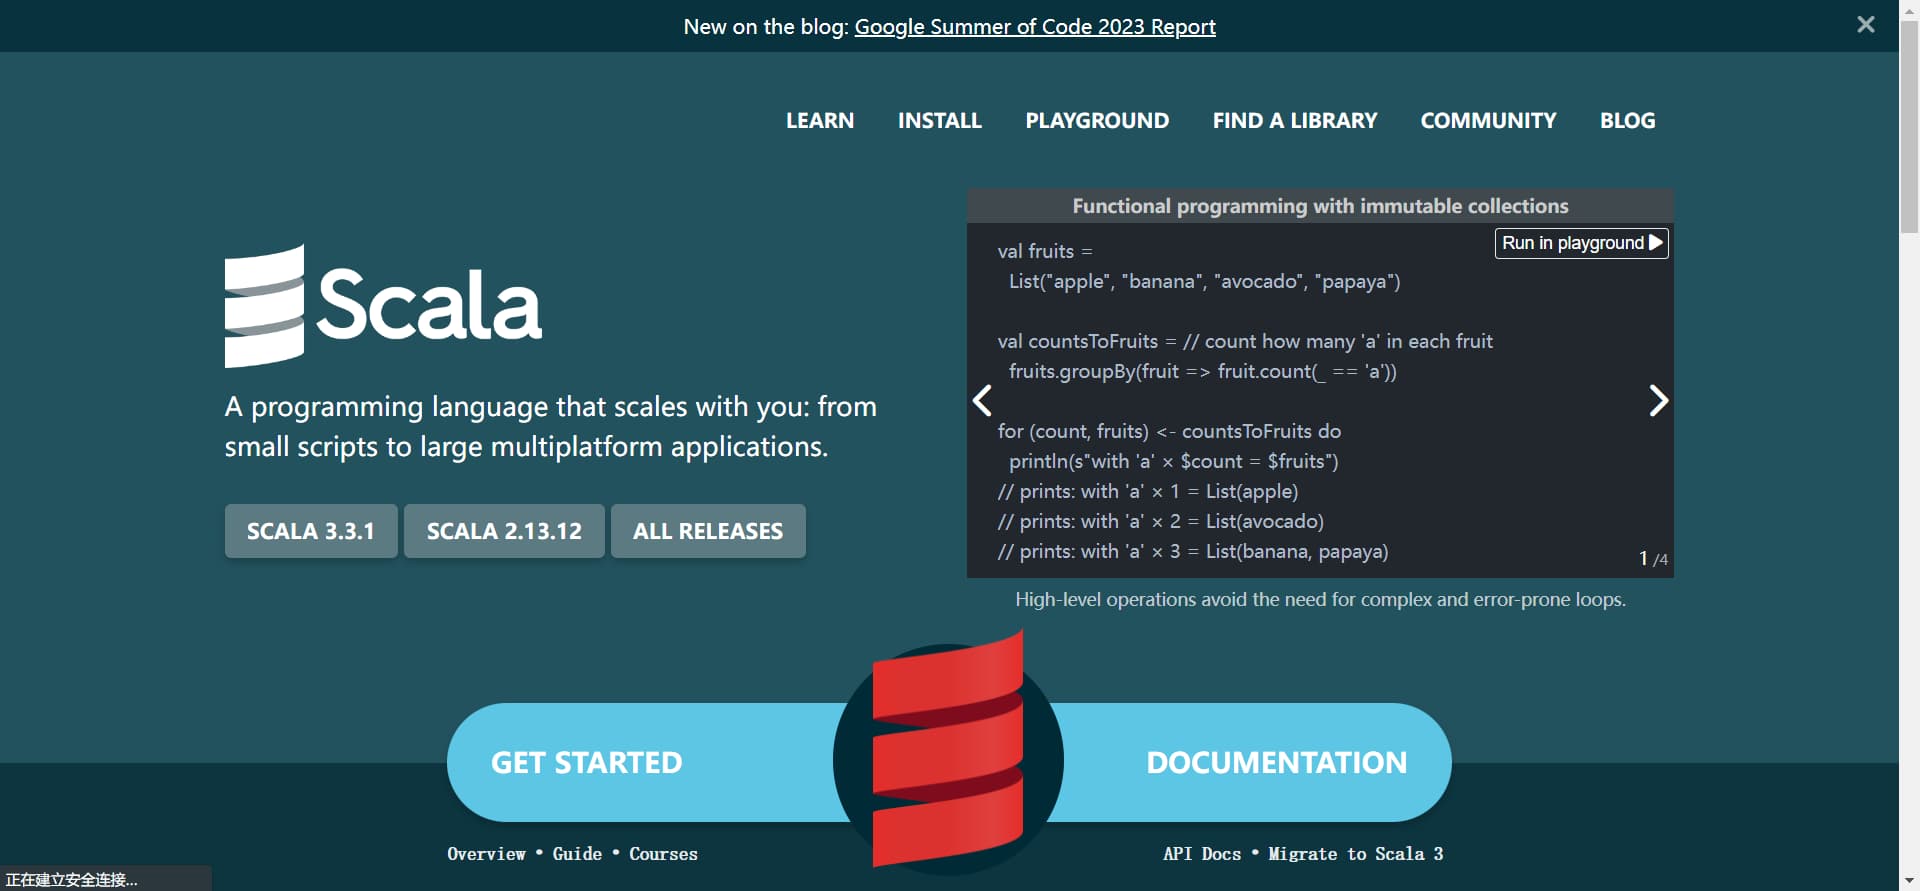 New on the blog: Google Summer of Code 2023 Report
LEARN INSTALL PLAYGROUND FIND A LIBRARY COMMUNITY BLOG
Scala
A programming language that scales with you: from
small scripts to large multiplatform applications.
SCALA 3.3.1 SCALA 2.13.12 ALL RELEASES
Functional programming with immutable collections
Run in playground
val fruits =
List("apple", "banana", "avocado", "papaya")
val countsToFruits = // count how many 'a' in each fruit
fruits.groupBy(fruit => fruit.count(_ == 'a'))
for (count, fruits) <- countsToFruits do
println(s"with 'a' × $count = $fruits")
// prints: with 'a' × 1 = List(apple)
// prints: with 'a' × 2 = List(avocado)
// prints: with 'a' × 3 = List(banana, papaya)
1 /4
High-level operations avoid the need for complex and error-prone loops.
GET STARTED
DOCUMENTATION
Overview • Guide • Courses
API Docs • Migrate to Scala 3
正在建立安全连接...